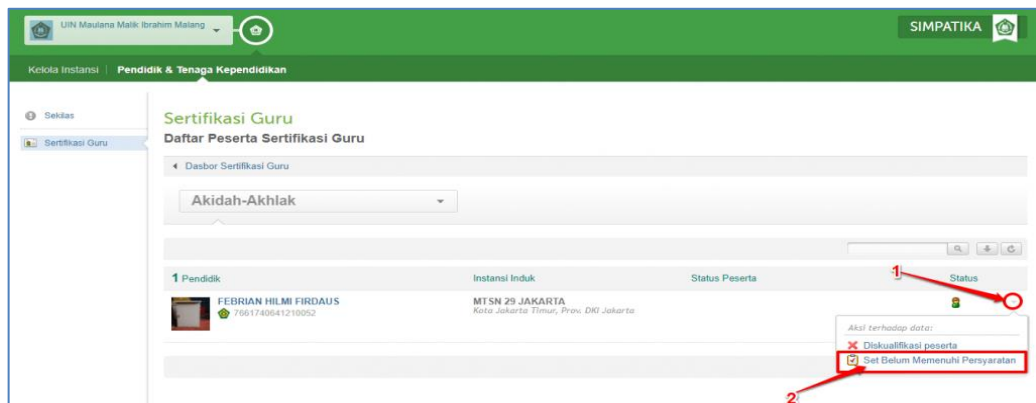 UIN Maulana Malik Ibrahim Malang
SIMPATIKA
Kelola Instansi | Pendidik & Tenaga Kependidikan
Sekilas
Sertifikasi Guru
Sertifikasi Guru
Daftar Peserta Sertifikasi Guru
Dasbor Sertifikasi Guru
Akidah-Akhlak
1 Pendidik Instansi Induk Status Peserta Status
1
FEBRIAN HILMI FIRDAUS MTSN 29 JAKARTA
7661740641210052 Kota Jakarta Timur, Prov. DKI Jakarta
Aksi terhadap data:
Diskualifikasi peserta
Set Belum Memenuhi Persyaratan
2